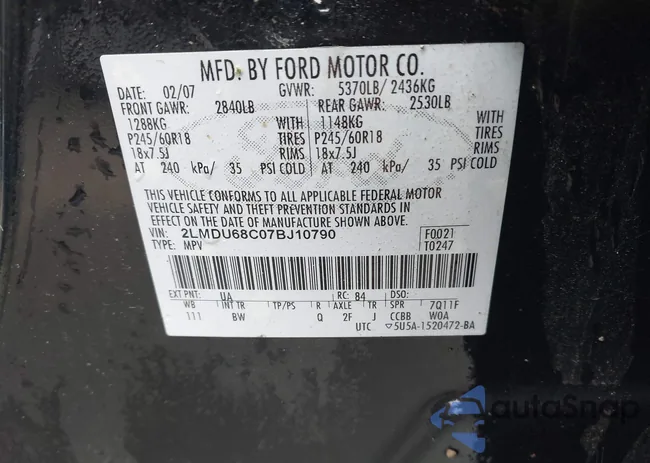 MFD. BY FORD MOTOR CO.
DATE: 02/07 GVWR: 5370LB/ 2436KG
FRONT GAWR: 2840LB REAR GAWR: 2530LB
1288KG WITH 1148KG WITH
P245/60R18 TIRES P245/60R18 TIRES
18x7.5J RIMS 18x7.5J RIMS
AT 240 kPa/ 35 PSI COLD AT 240 kPa/ 35 PSI COLD
THIS VEHICLE CONFORMS TO ALL APPLICABLE FEDERAL MOTOR
VEHICLE SAFETY AND THEFT PREVENTION STANDARDS IN
EFFECT ON THE DATE OF MANUFACTURE SHOWN ABOVE.
VIN: 2LMDU68C07BJ10790 F0021
TYPE: MPV T0247
EXT PNT: UA RC: 84 DSO:
WB INT TR TP/PS R AXLE TR SPR 7Q11F
111 BW Q 2F J CCBB WOA
UTC ▽5U5A-1520472-BA
autoSnap